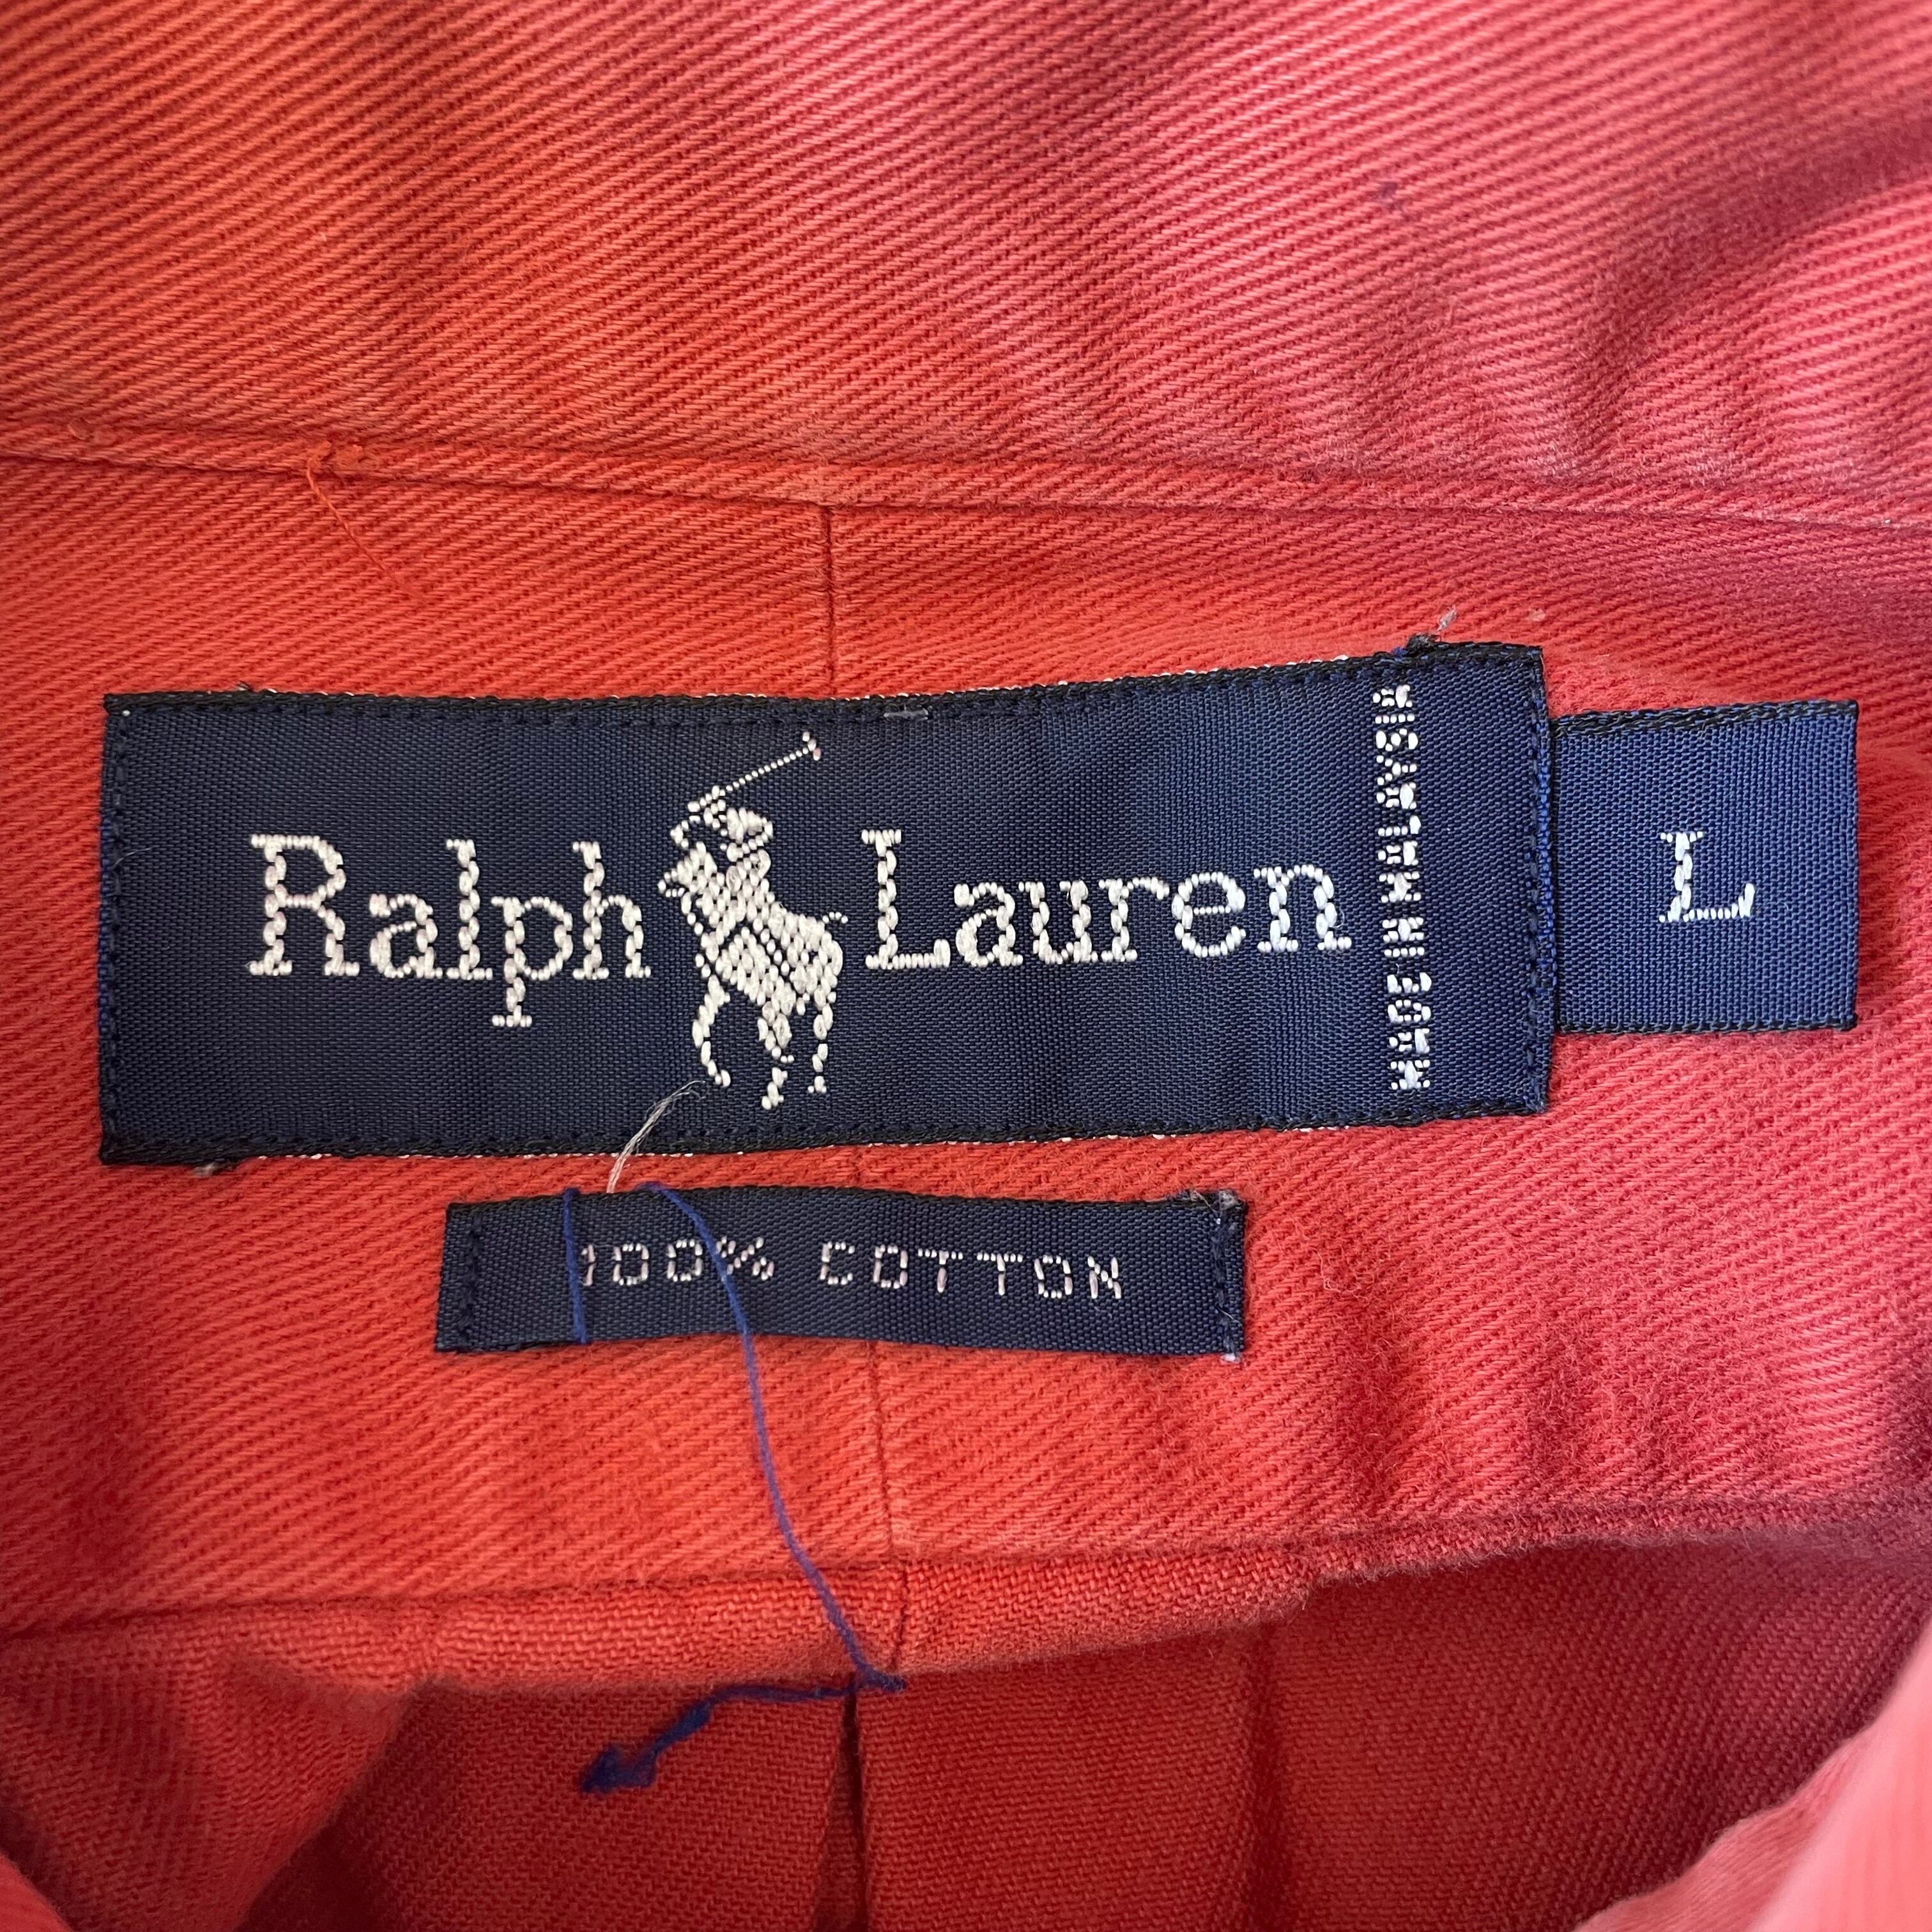 Ralph Lauren
MADE IN MALAYSIA
L
100% COTTON